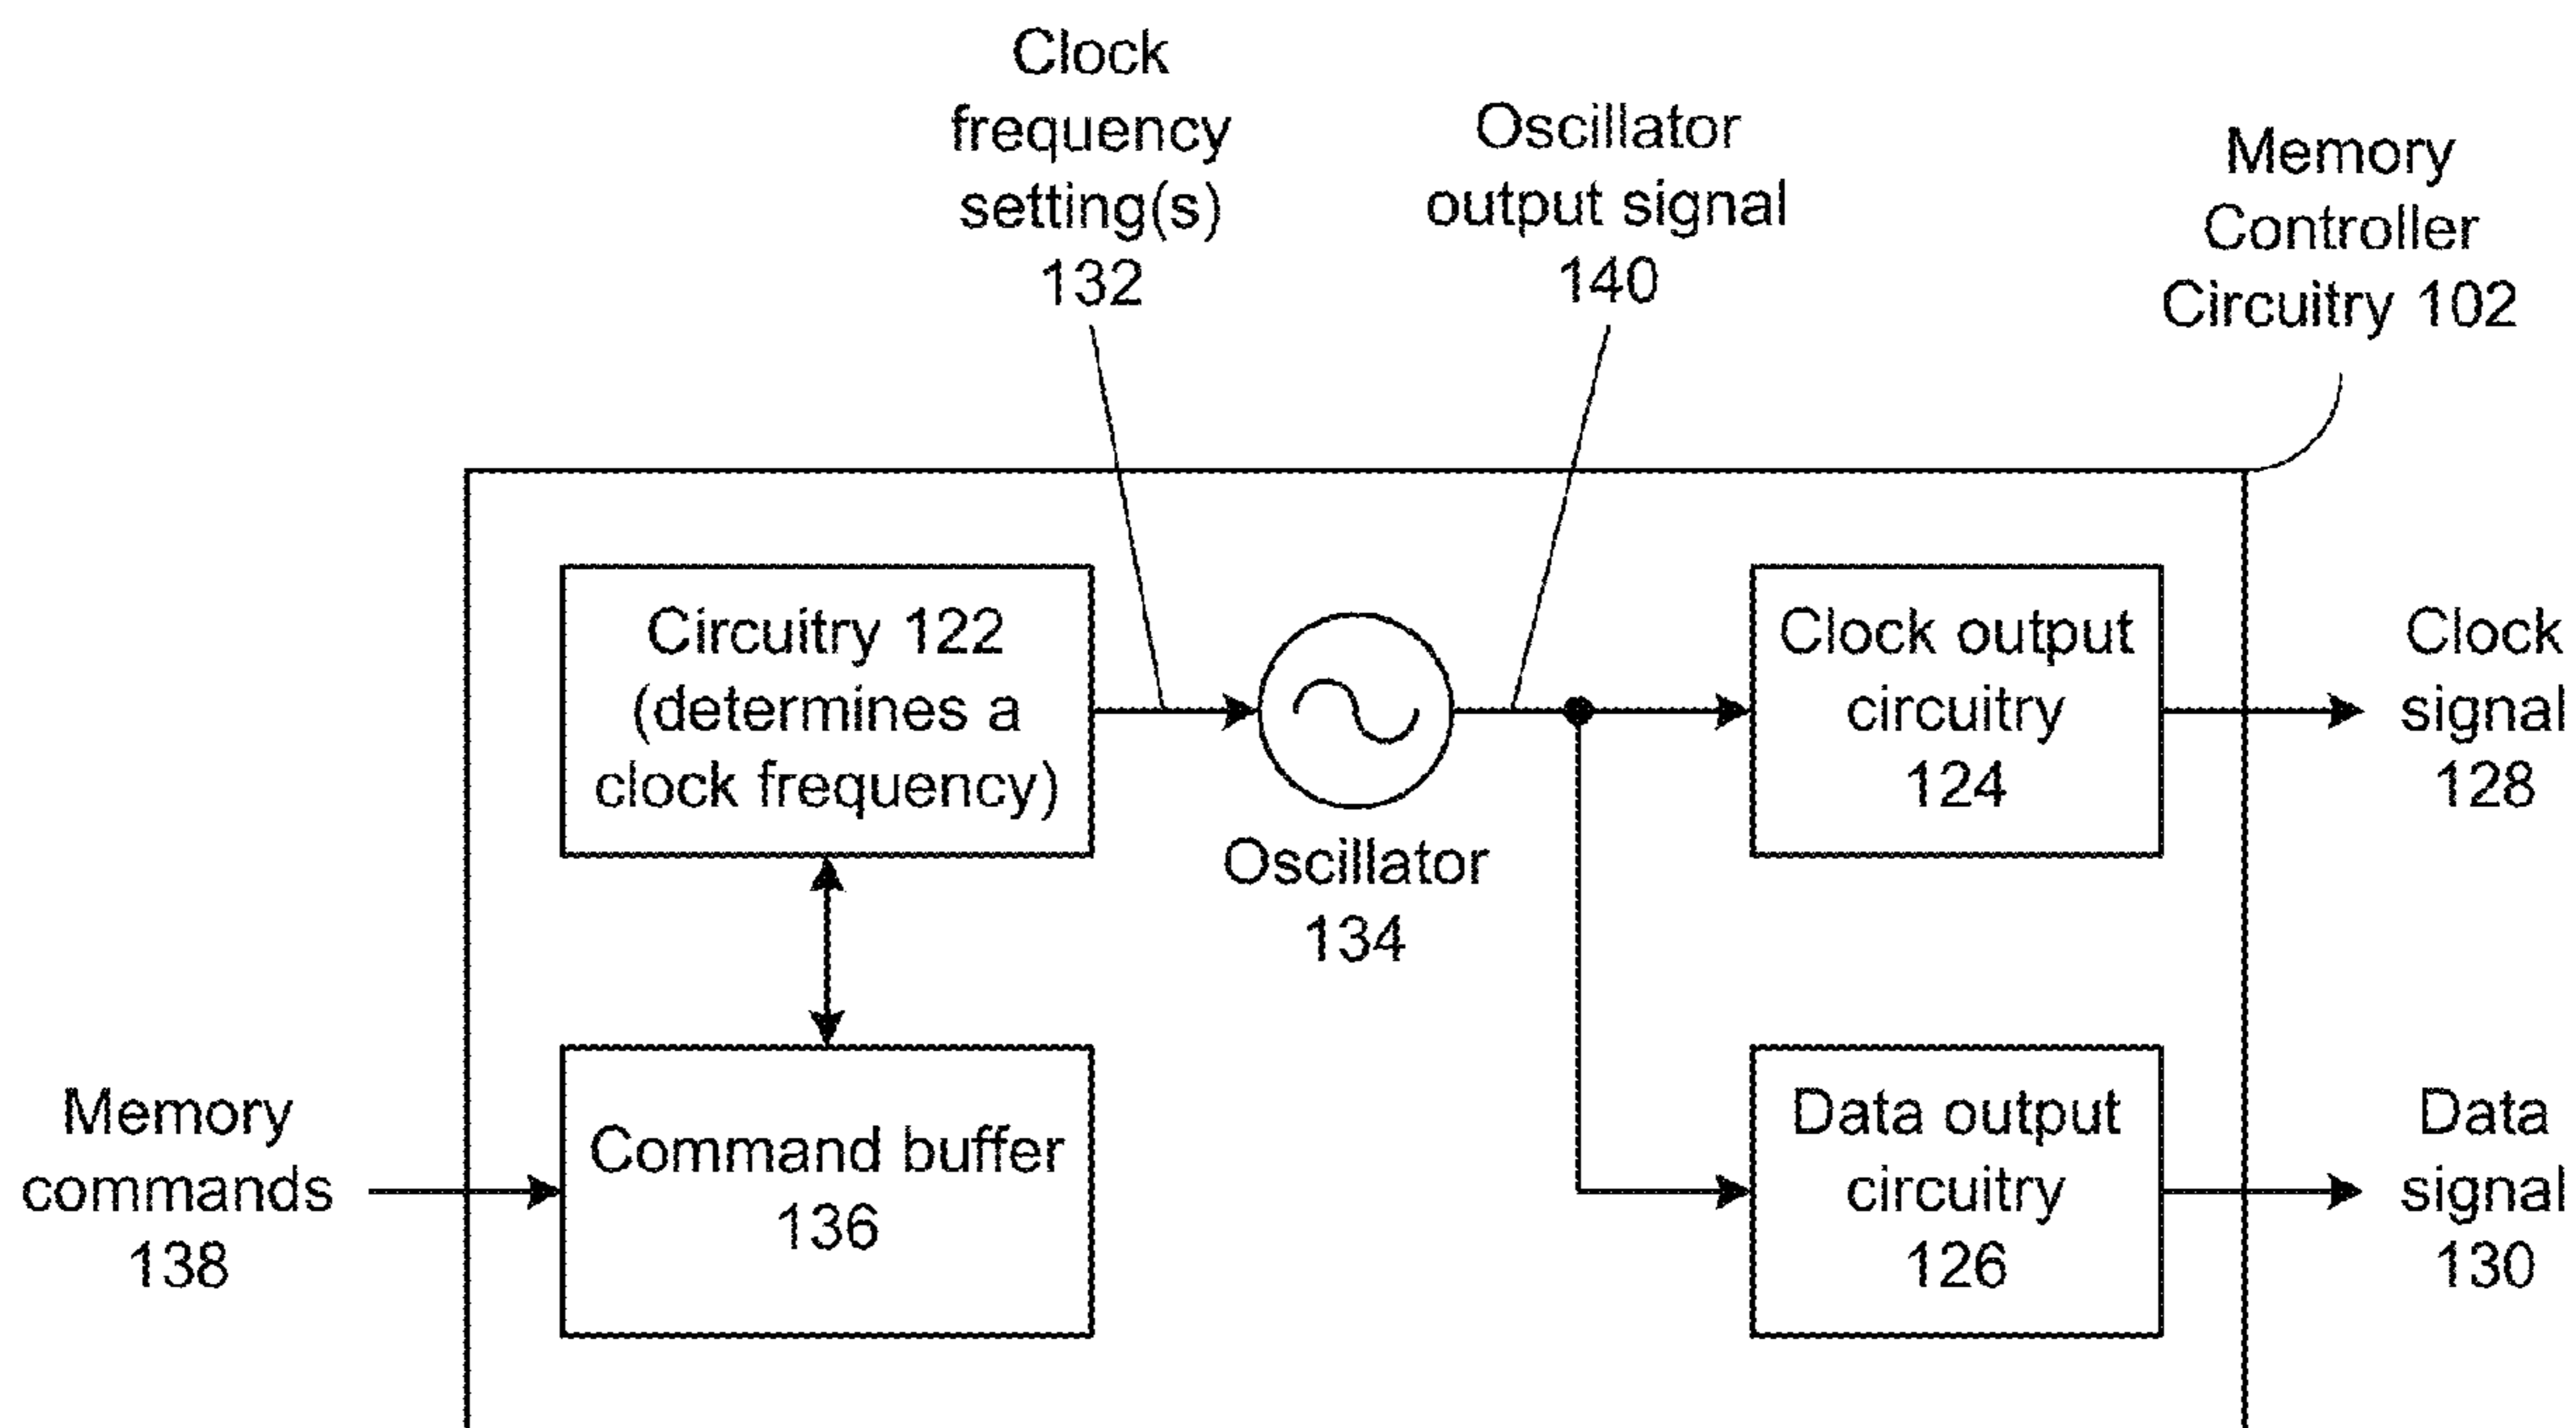 Clock
frequency
setting(s)
132
Oscillator
output signal
140
Memory
Controller
Circuitry 102
Circuitry 122
(determines a
clock frequency)
Oscillator
134
Clock output
circuitry
124
Clock
signal
128
Memory
commands
138
Command buffer
136
Data output
circuitry
126
Data
signal
130